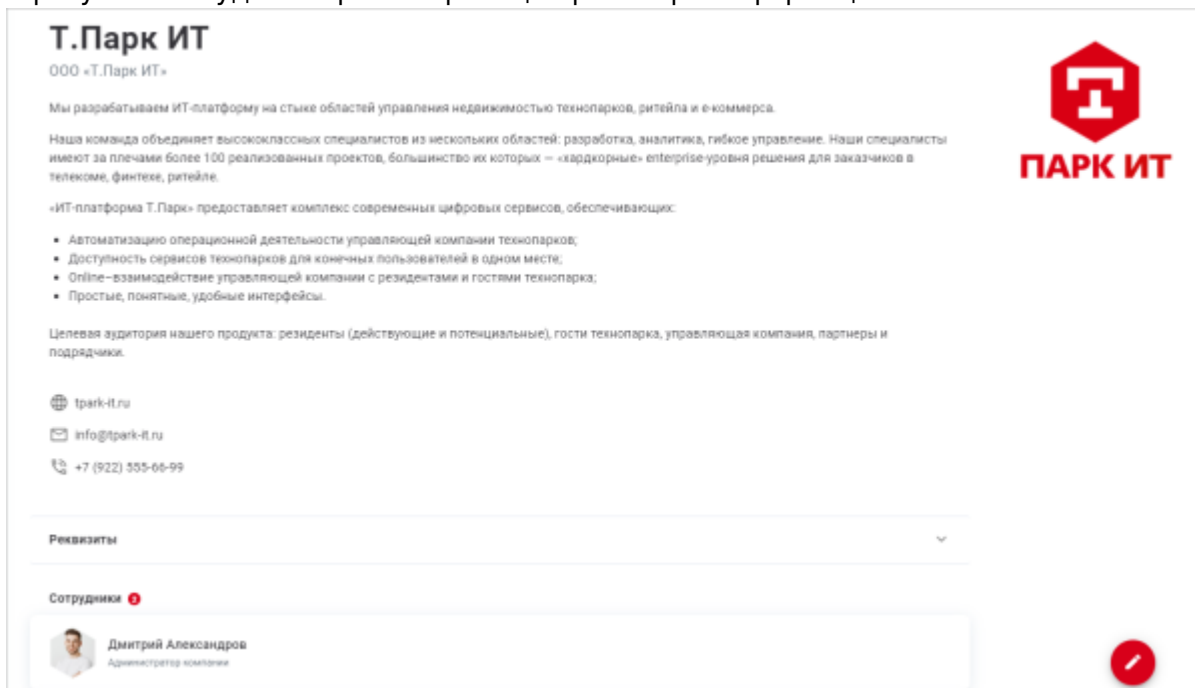 Т.Парк ИТ
ООО «Т.Парк ИТ»
Мы разрабатываем ИТ-платформу на стыке областей управления недвижимостью технопарков, ритейла и е-коммерса.
Наша команда объединяет высококлассных специалистов из нескольких областей: разработка, аналитика, гибкое управление. Наши специалисты
имеют за плечами более 100 реализованных проектов, большинство их которых — «хардкорные» enterprise-уровня решения для заказчиков в
телекоме, финтехе, ритейле.
«ИТ-платформа Т.Парк» предоставляет комплекс современных цифровых сервисов, обеспечивающих:
Автоматизацию операционной деятельности управляющей компании технопарков;
Доступность сервисов технопарков для конечных пользователей в одном месте;
Online–взаимодействие управляющей компании с резидентами и гостями технопарка;
Простые, понятные, удобные интерфейсы.
Целевая аудитория нашего продукта: резиденты (действующие и потенциальные), гости технопарка, управляющая компания, партнеры и
подрядчики.
tpark-it.ru
info@tpark-it.ru
+7 (922) 555-66-99
Реквизиты
Сотрудники
Дмитрий Александров
Администратор компании
ПАРК ИТ